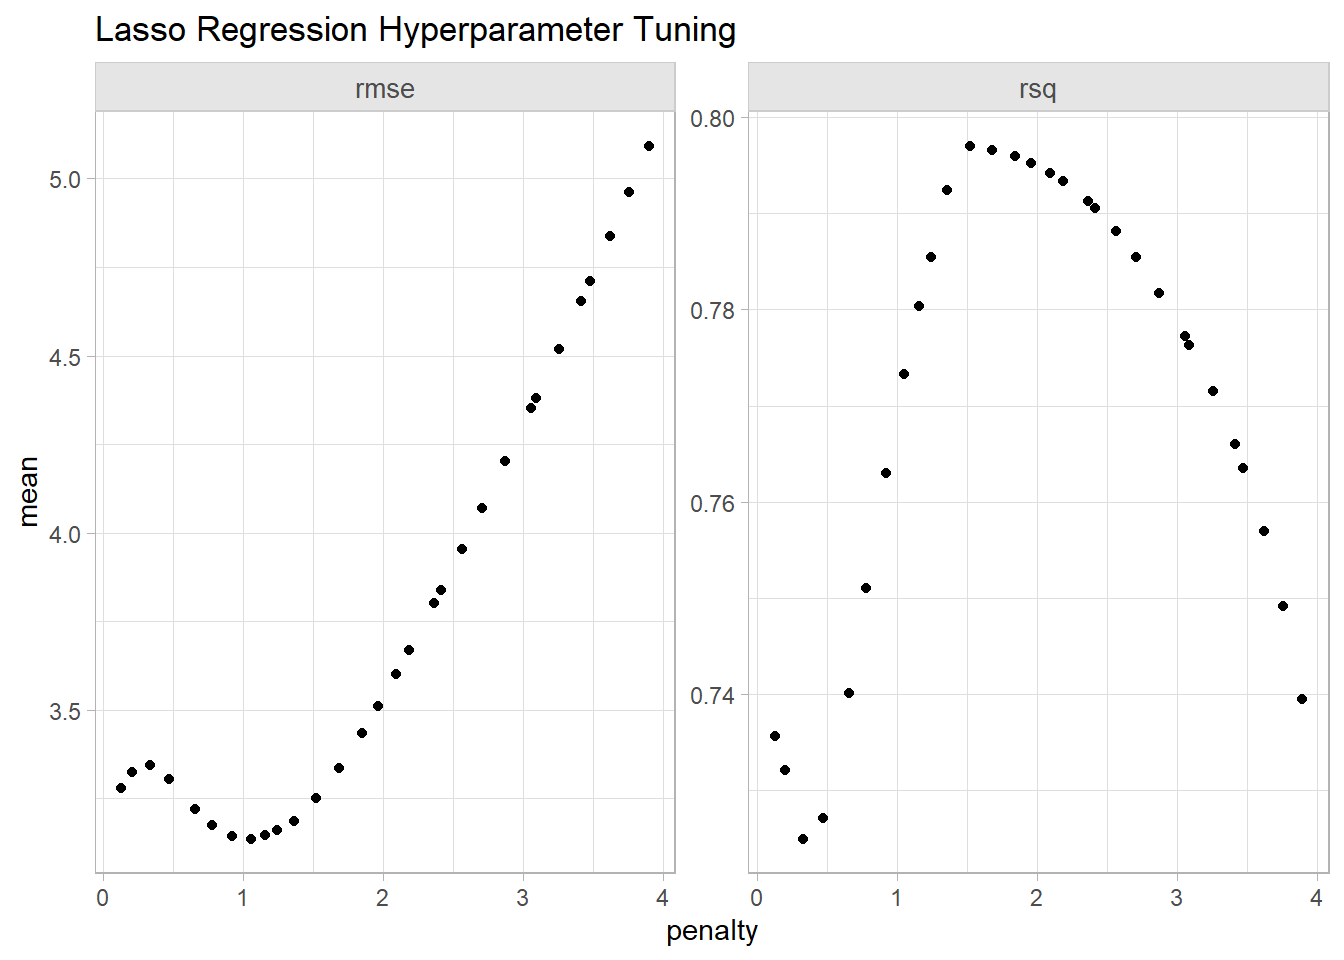 Lasso Regression Hyperparameter Tuning
rmse
rsq
mean
5.0
4.5
4.0
3.5
0.80
0.78
0.76
0.74
0 1 2 3 4
0 1 2 3 4
penalty